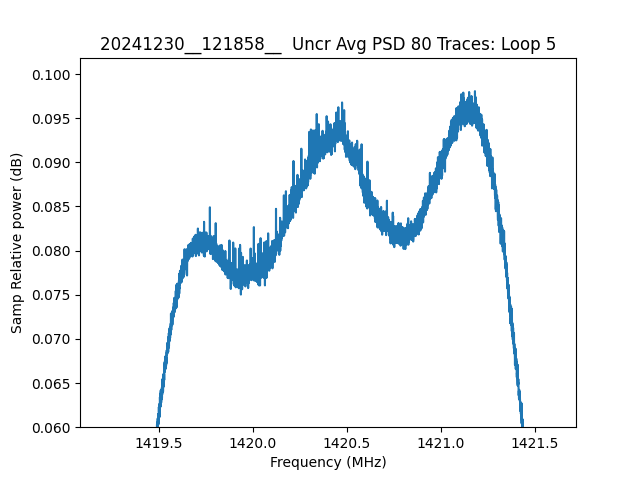 20241230__121858__  Uncr Avg PSD 80 Traces: Loop 5
0.100
0.095
0.090
0.085
0.080
0.075
0.070
0.065
0.060
Samp Relative power (dB)
1419.5 1420.0 1420.5 1421.0 1421.5
Frequency (MHz)